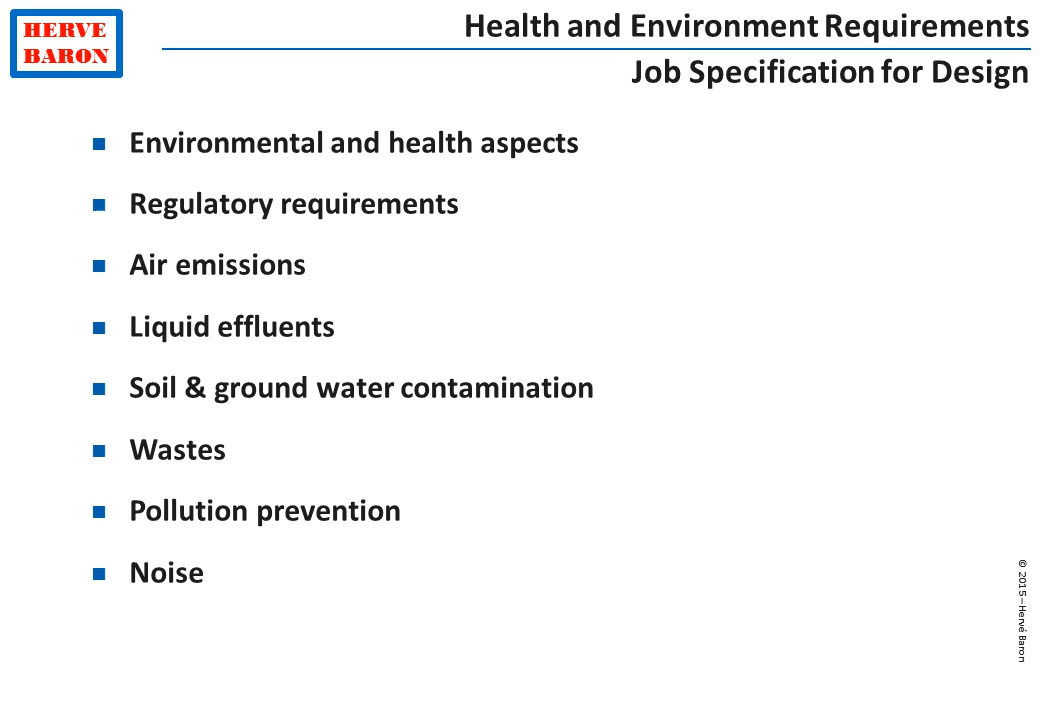 HERVE
BARON
Health and Environment Requirements
Job Specification for Design
Environmental and health aspects
Regulatory requirements
Air emissions
Liquid effluents
Soil & ground water contamination
Wastes
Pollution prevention
Noise
© 2015 – Hervé Baron